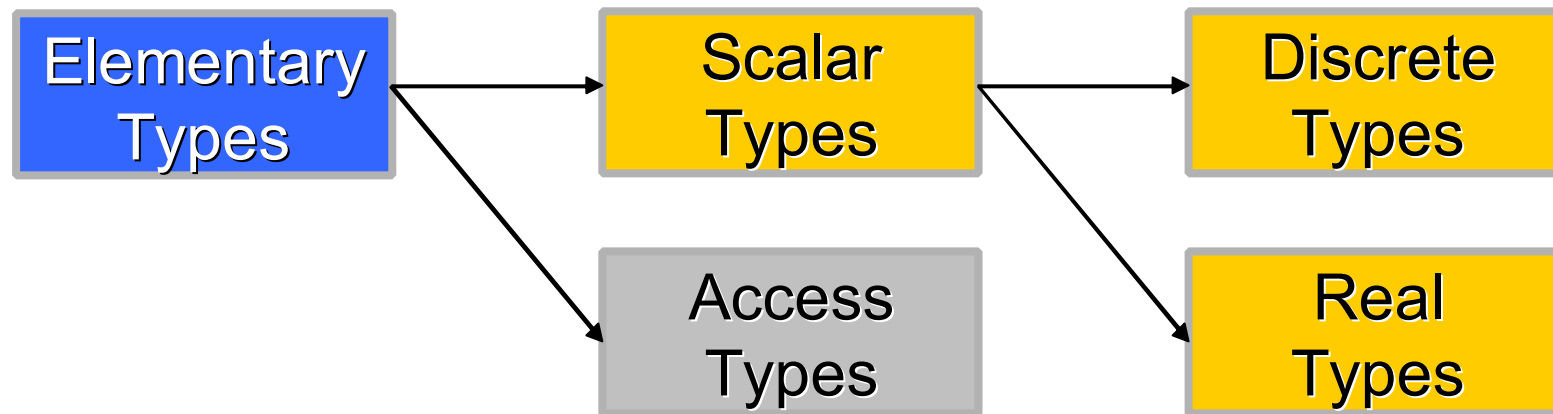 Elementary
Types
Scalar
Types
Discrete
Types
Access
Types
Real
Types